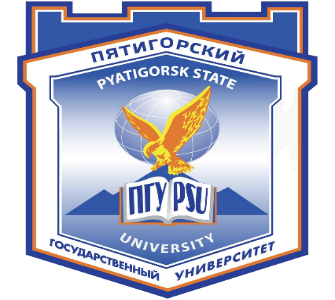 ПЯТИГОРСКИЙ
PYATIGORSK STATE
ПГУ PSU
UNIVERSITY
ГОСУДАРСТВЕННЫЙ УНИВЕРСИТЕТ